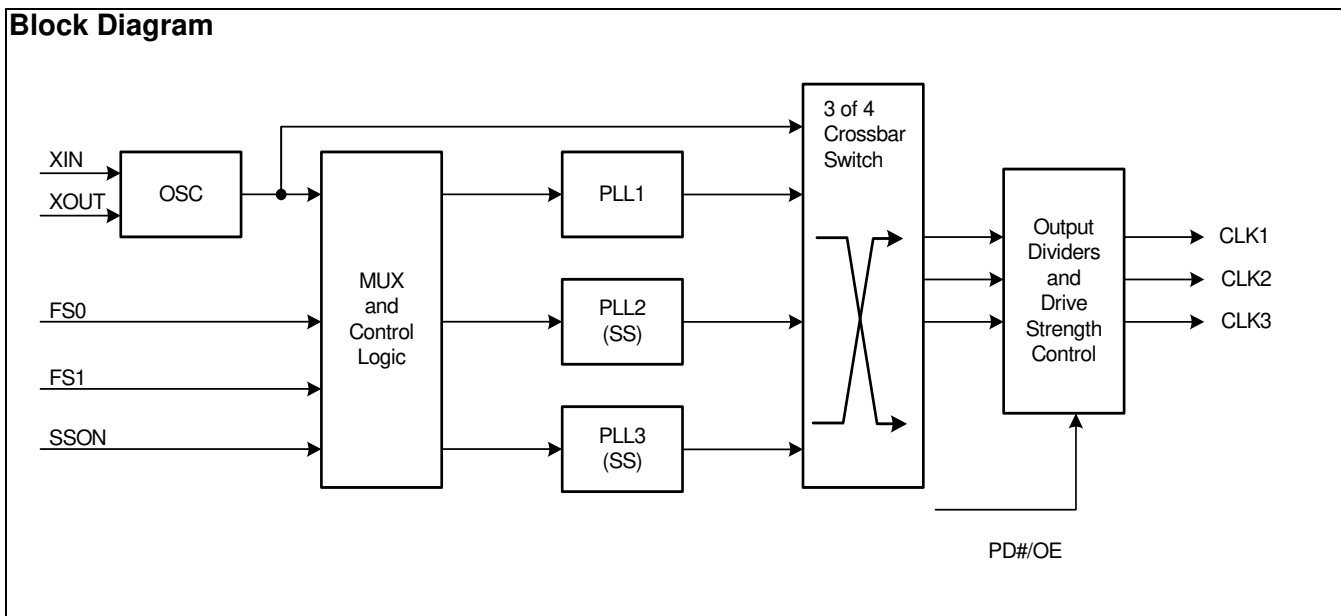 Block Diagram
XIN
XOUT
OSC
FS0
FS1
SSON
MUX
and
Control
Logic
PLL1
PLL2
(SS)
PLL3
(SS)
3 of 4
Crossbar
Switch
Output
Dividers
and
Drive
Strength
Control
CLK1
CLK2
CLK3
PD#/OE